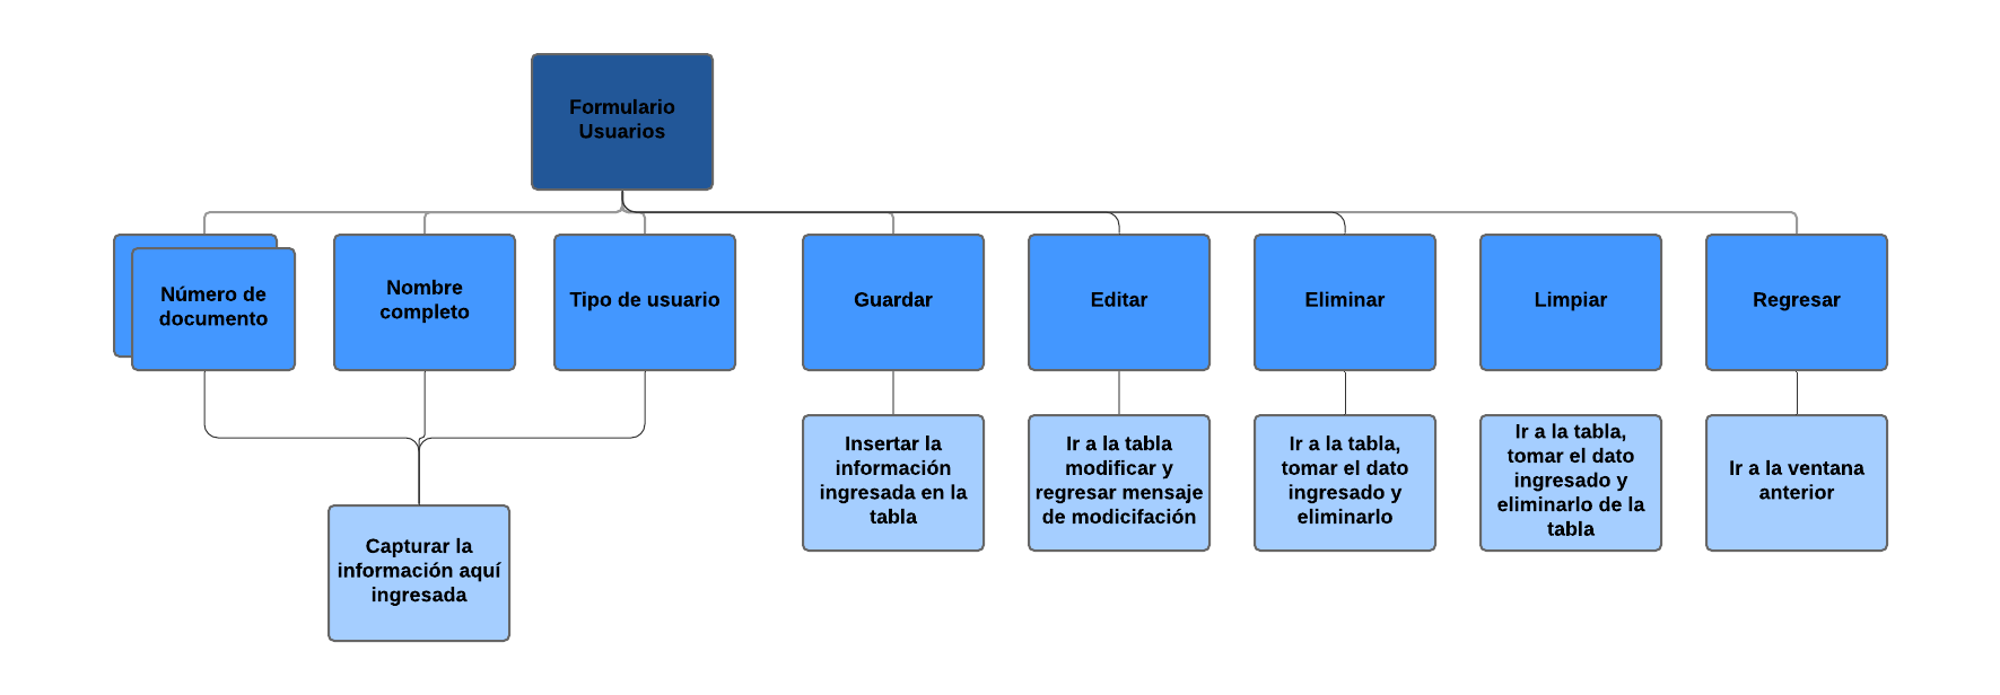 Formulario
Usuarios
Número de
documento
Nombre
completo
Tipo de usuario
Guardar
Editar
Eliminar
Limpiar
Regresar
Insertar la
información
ingresada en la
tabla
Ir a la tabla
modificar y
regresar mensaje
de modicifación
Ir a la tabla,
tomar el dato
ingresado y
eliminarlo
Ir a la tabla,
tomar el dato
ingresado y
eliminarlo de la
tabla
Ir a la ventana
anterior
Capturar la
información aquí
ingresada